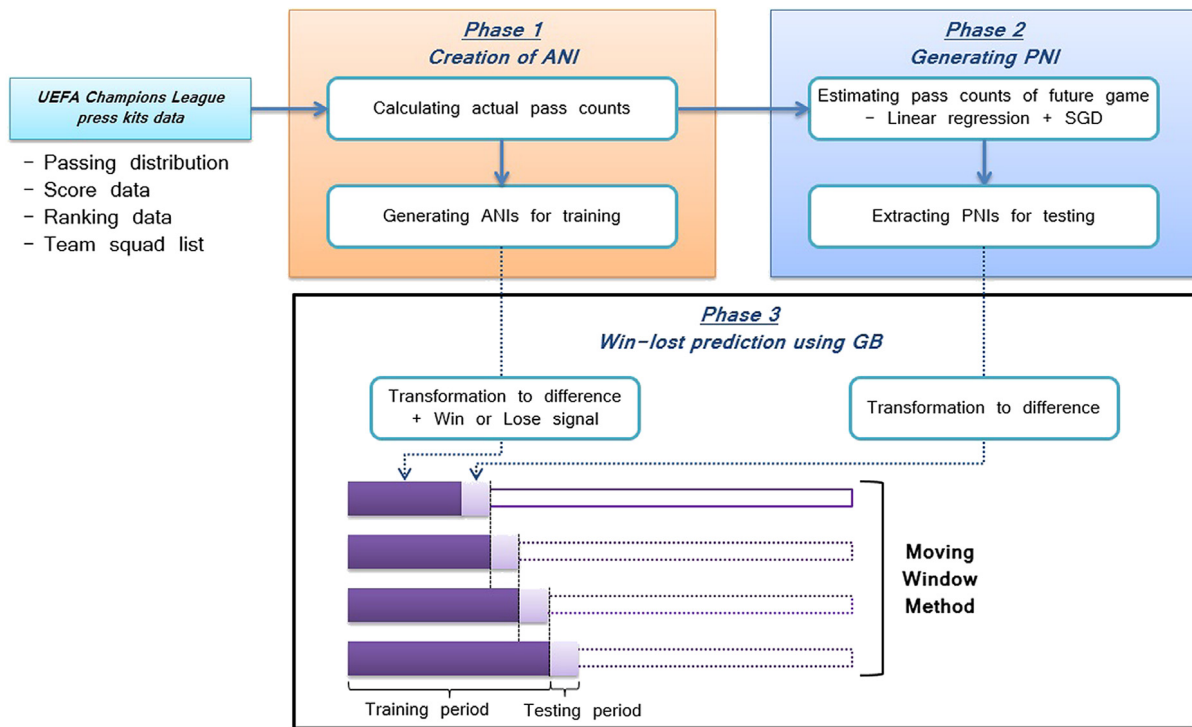 Phase 1
Creation of ANI
Phase 2
Generating PNI
UEFA Champions League
press kits data
- Passing distribution
- Score data
- Ranking data
- Team squad list
Calculating actual pass counts
Generating ANIs for training
Estimating pass counts of future game
- Linear regression + SGD
Extracting PNIs for testing
Phase 3
Win-lost prediction using GB
Transformation to difference
+ Win or Lose signal
Transformation to difference
Moving
Window
Method
Training period
Testing period